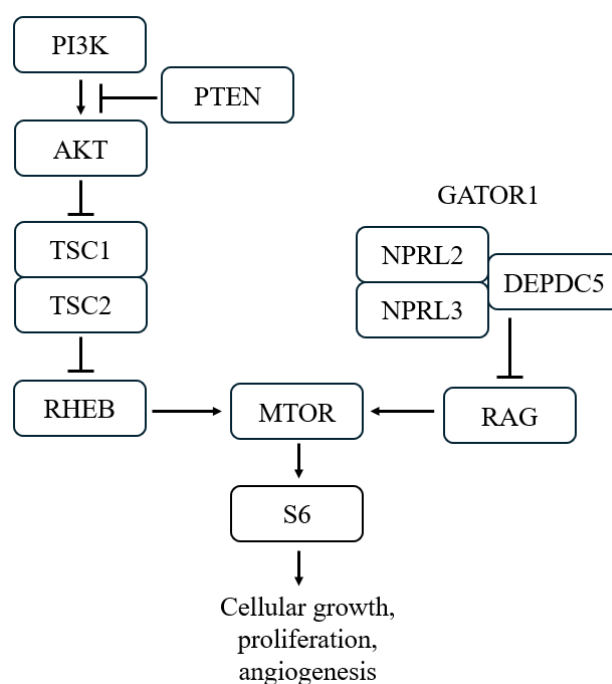 PI3K
PTEN
AKT
GATOR1
TSC1
TSC2
NPRL2
NPRL3
DEPDC5
RHEB
MTOR
RAG
S6
Cellular growth,
proliferation,
angiogenesis